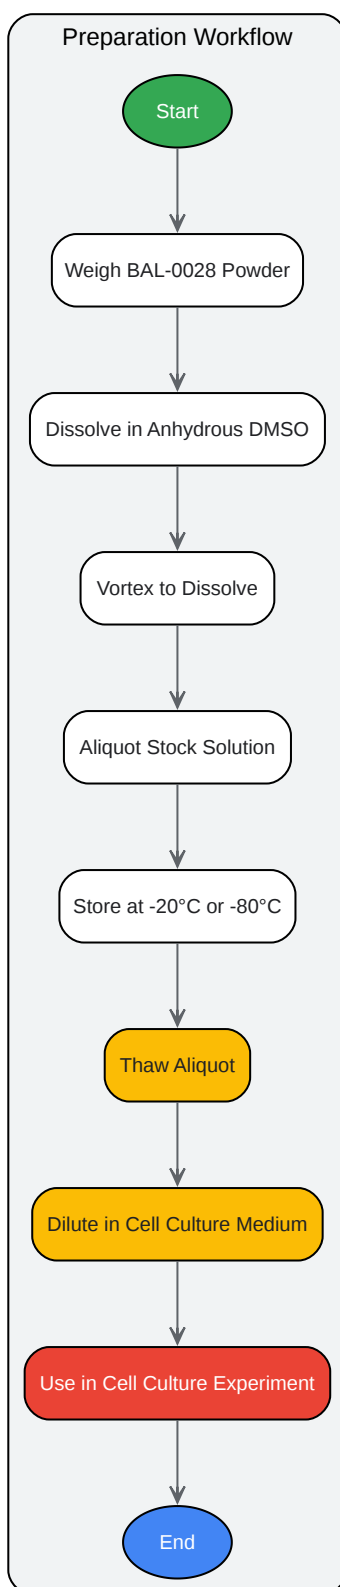 Preparation Workflow
Start
Weigh BAL-0028 Powder
Dissolve in Anhydrous DMSO
Vortex to Dissolve
Aliquot Stock Solution
Store at -20°C or -80°C
Thaw Aliquot
Dilute in Cell Culture Medium
Use in Cell Culture Experiment
End